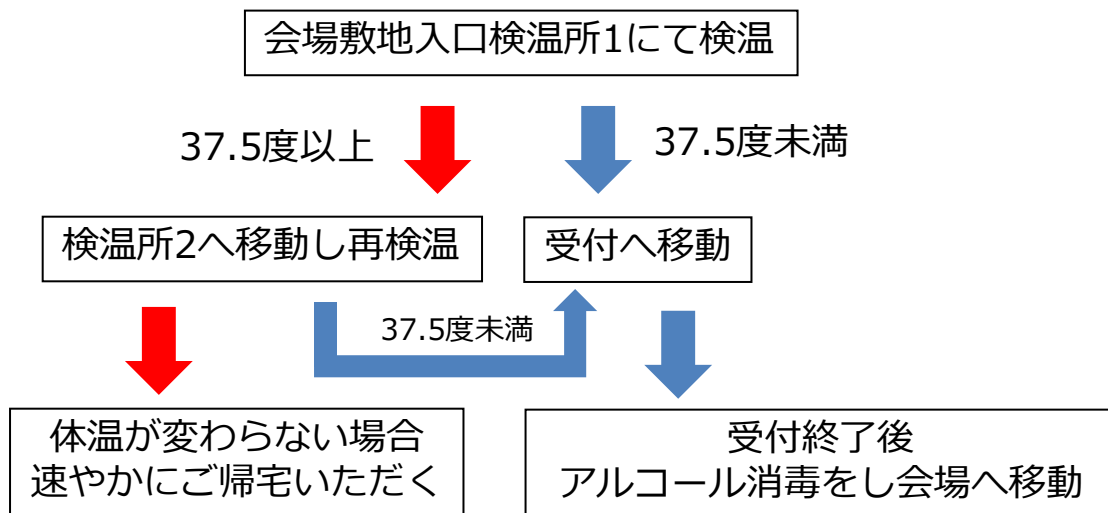 会場敷地入口検温所1にて検温
37.5度以上
37.5度未満
検温所2へ移動し再検温
受付へ移動
37.5度未満
体温が変わらない場合
速やかにご帰宅いただく
受付終了後
アルコール消毒をし会場へ移動